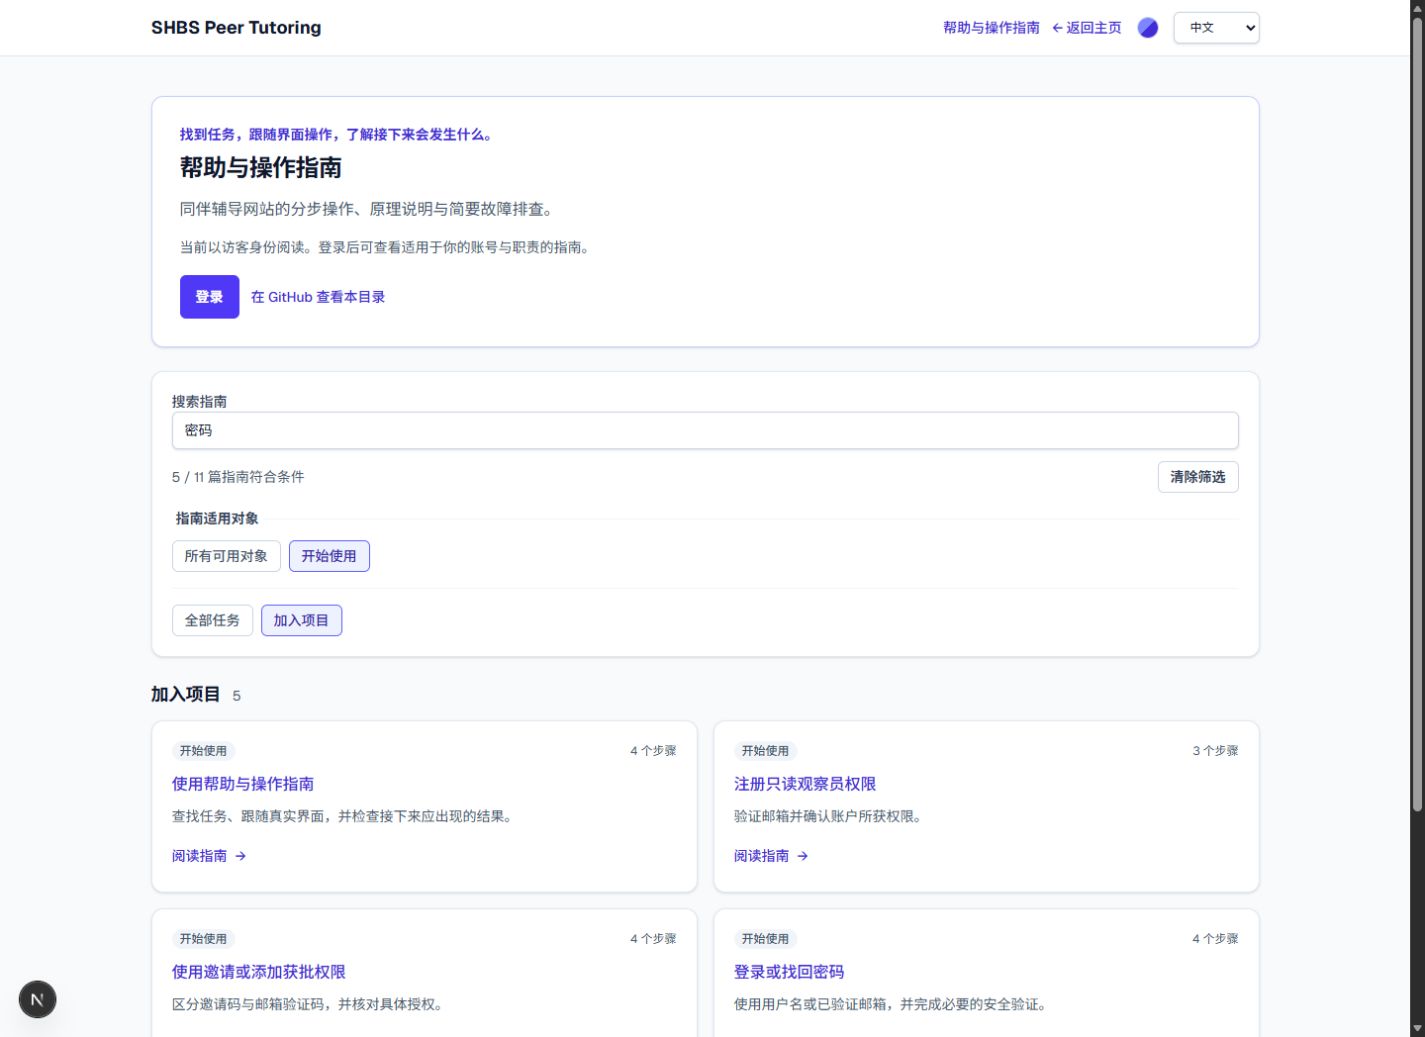 SHBS Peer Tutoring
帮助与操作指南
← 返回主页
中文
找到任务，跟随界面操作，了解接下来会发生什么。
帮助与操作指南
同伴辅导网站的分步操作、原理说明与简要故障排查。
当前以访客身份阅读。登录后可查看适用于你的账号与职责的指南。
登录
在 GitHub 查看本目录
搜索指南
密码
5 / 11 篇指南符合条件
清除筛选
指南适用对象
所有可用对象
开始使用
全部任务
加入项目
加入项目 5
开始使用
4 个步骤
使用帮助与操作指南
查找任务、跟随真实界面，并检查接下来应出现的结果。
阅读指南 →
开始使用
3 个步骤
注册只读观察员权限
验证邮箱并确认账户所获权限。
阅读指南 →
开始使用
4 个步骤
使用邀请或添加获批权限
区分邀请码与邮箱验证码，并核对具体授权。
开始使用
4 个步骤
登录或找回密码
使用用户名或已验证邮箱，并完成必要的安全验证。
N